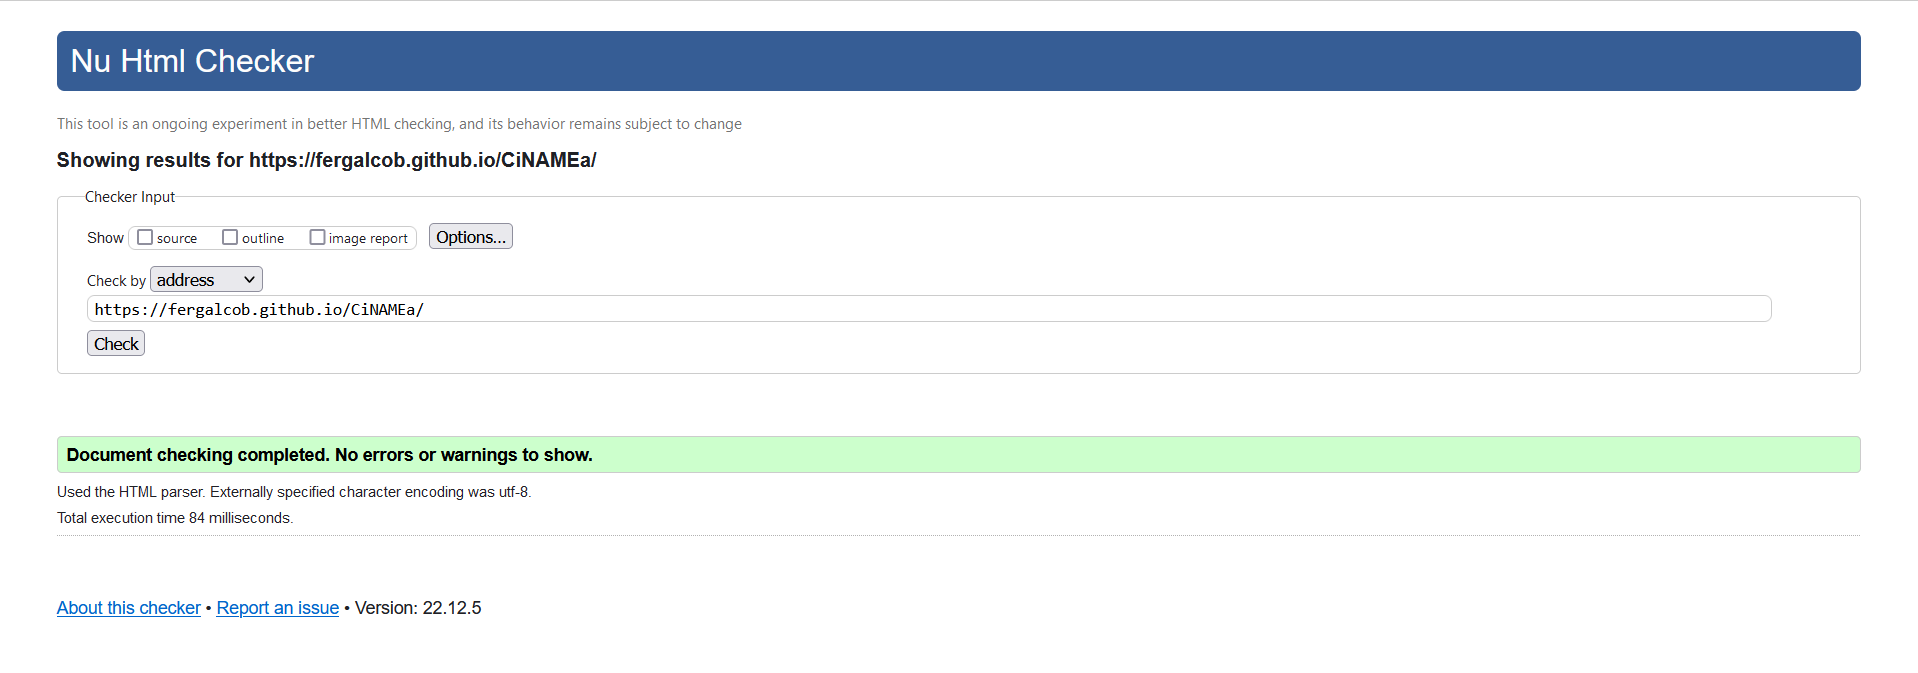 Nu Html Checker
This tool is an ongoing experiment in better HTML checking, and its behavior remains subject to change
Showing results for https://fergalcob.github.io/CiNAMEa/
Checker Input
Show source outline image report Options...
Check by address
https://fergalcob.github.io/CiNAMEa/
Check
Document checking completed. No errors or warnings to show.
Used the HTML parser. Externally specified character encoding was utf-8.
Total execution time 84 milliseconds.
About this checker • Report an issue • Version: 22.12.5